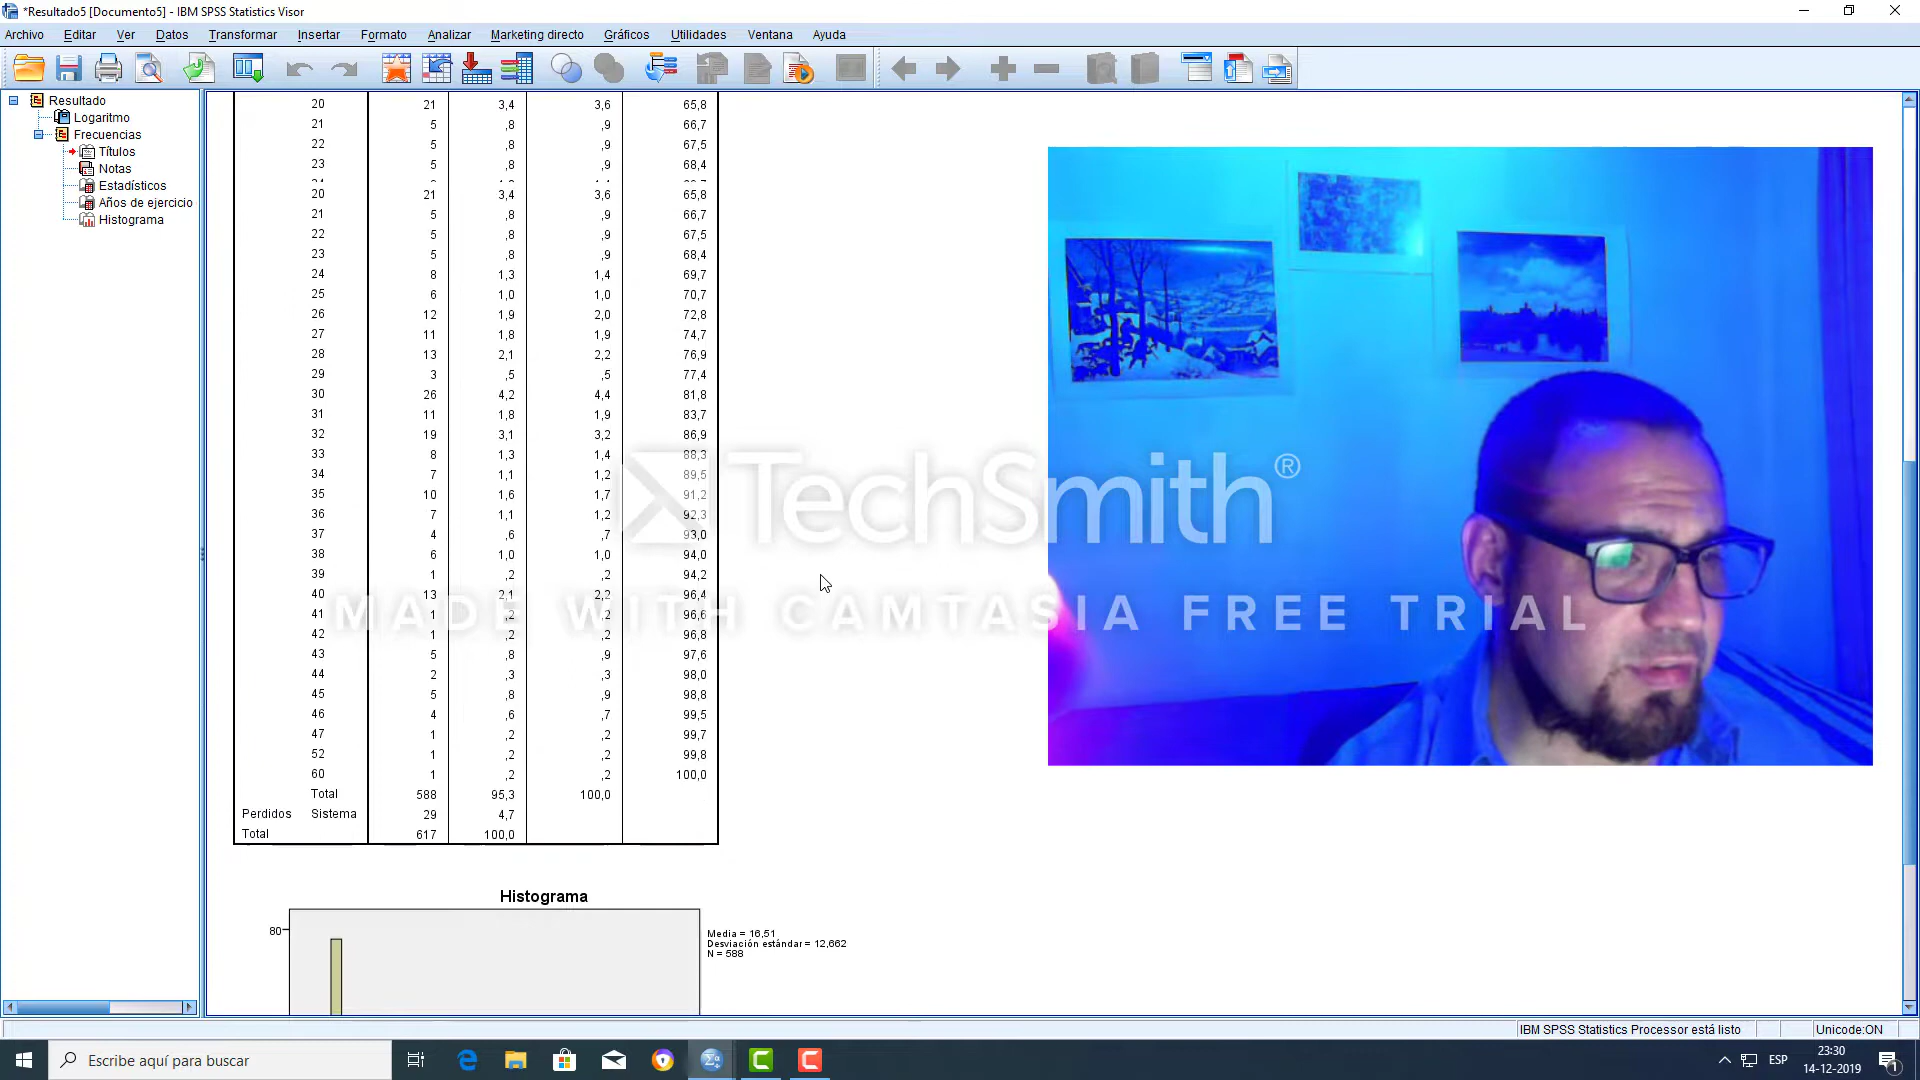 *Resultado5 [Documento5] - IBM SPSS Statistics Visor
Archivo Editar Ver Datos Transformar Insertar Formato Analizar Marketing directo Gráficos Utilidades Ventana Ayuda
Resultado
Logaritmo
Frecuencias
Títulos
Notas
Estadísticos
Años de ejercicio
Histograma
20 21 3,4 3,6 65,8
21 5 ,8 ,9 66,7
22 5 ,8 ,9 67,5
23 5 ,8 ,9 68,4
20 21 3,4 3,6 65,8
21 5 ,8 ,9 66,7
22 5 ,8 ,9 67,5
23 5 ,8 ,9 68,4
24 8 1,3 1,4 69,7
25 6 1,0 1,0 70,7
26 12 1,9 2,0 72,8
27 11 1,8 1,9 74,7
28 13 2,1 2,2 76,9
29 3 ,5 ,5 77,4
30 26 4,2 4,4 81,8
31 11 1,8 1,9 83,7
32 19 3,1 3,2 86,9
33 8 1,3 1,4 88,3
34 7 1,1 1,2 89,5
35 10 1,6 1,7 91,2
36 7 1,1 1,2 92,3
37 4 ,6 ,7 93,0
38 6 1,0 1,0 94,0
39 1 ,2 ,2 94,2
40 13 2,1 2,2 96,4
41 1 ,2 ,2 96,6
42 1 ,2 ,2 96,8
43 5 ,8 ,9 97,6
44 2 ,3 ,3 98,0
45 5 ,8 ,9 98,8
46 4 ,6 ,7 99,5
47 1 ,2 ,2 99,7
52 1 ,2 ,2 99,8
60 1 ,2 ,2 100,0
Total 588 95,3 100,0
Perdidos Sistema 29 4,7
Total 617 100,0
TechSmith®
MADE WITH CAMTASIA FREE TRIAL
Histograma
80
Media = 16,51
Desviación estándar = 12,662
N = 588
IBM SPSS Statistics Processor está listo
Unicode:ON
Escribe aquí para buscar
ESP
23:30
14-12-2019
1